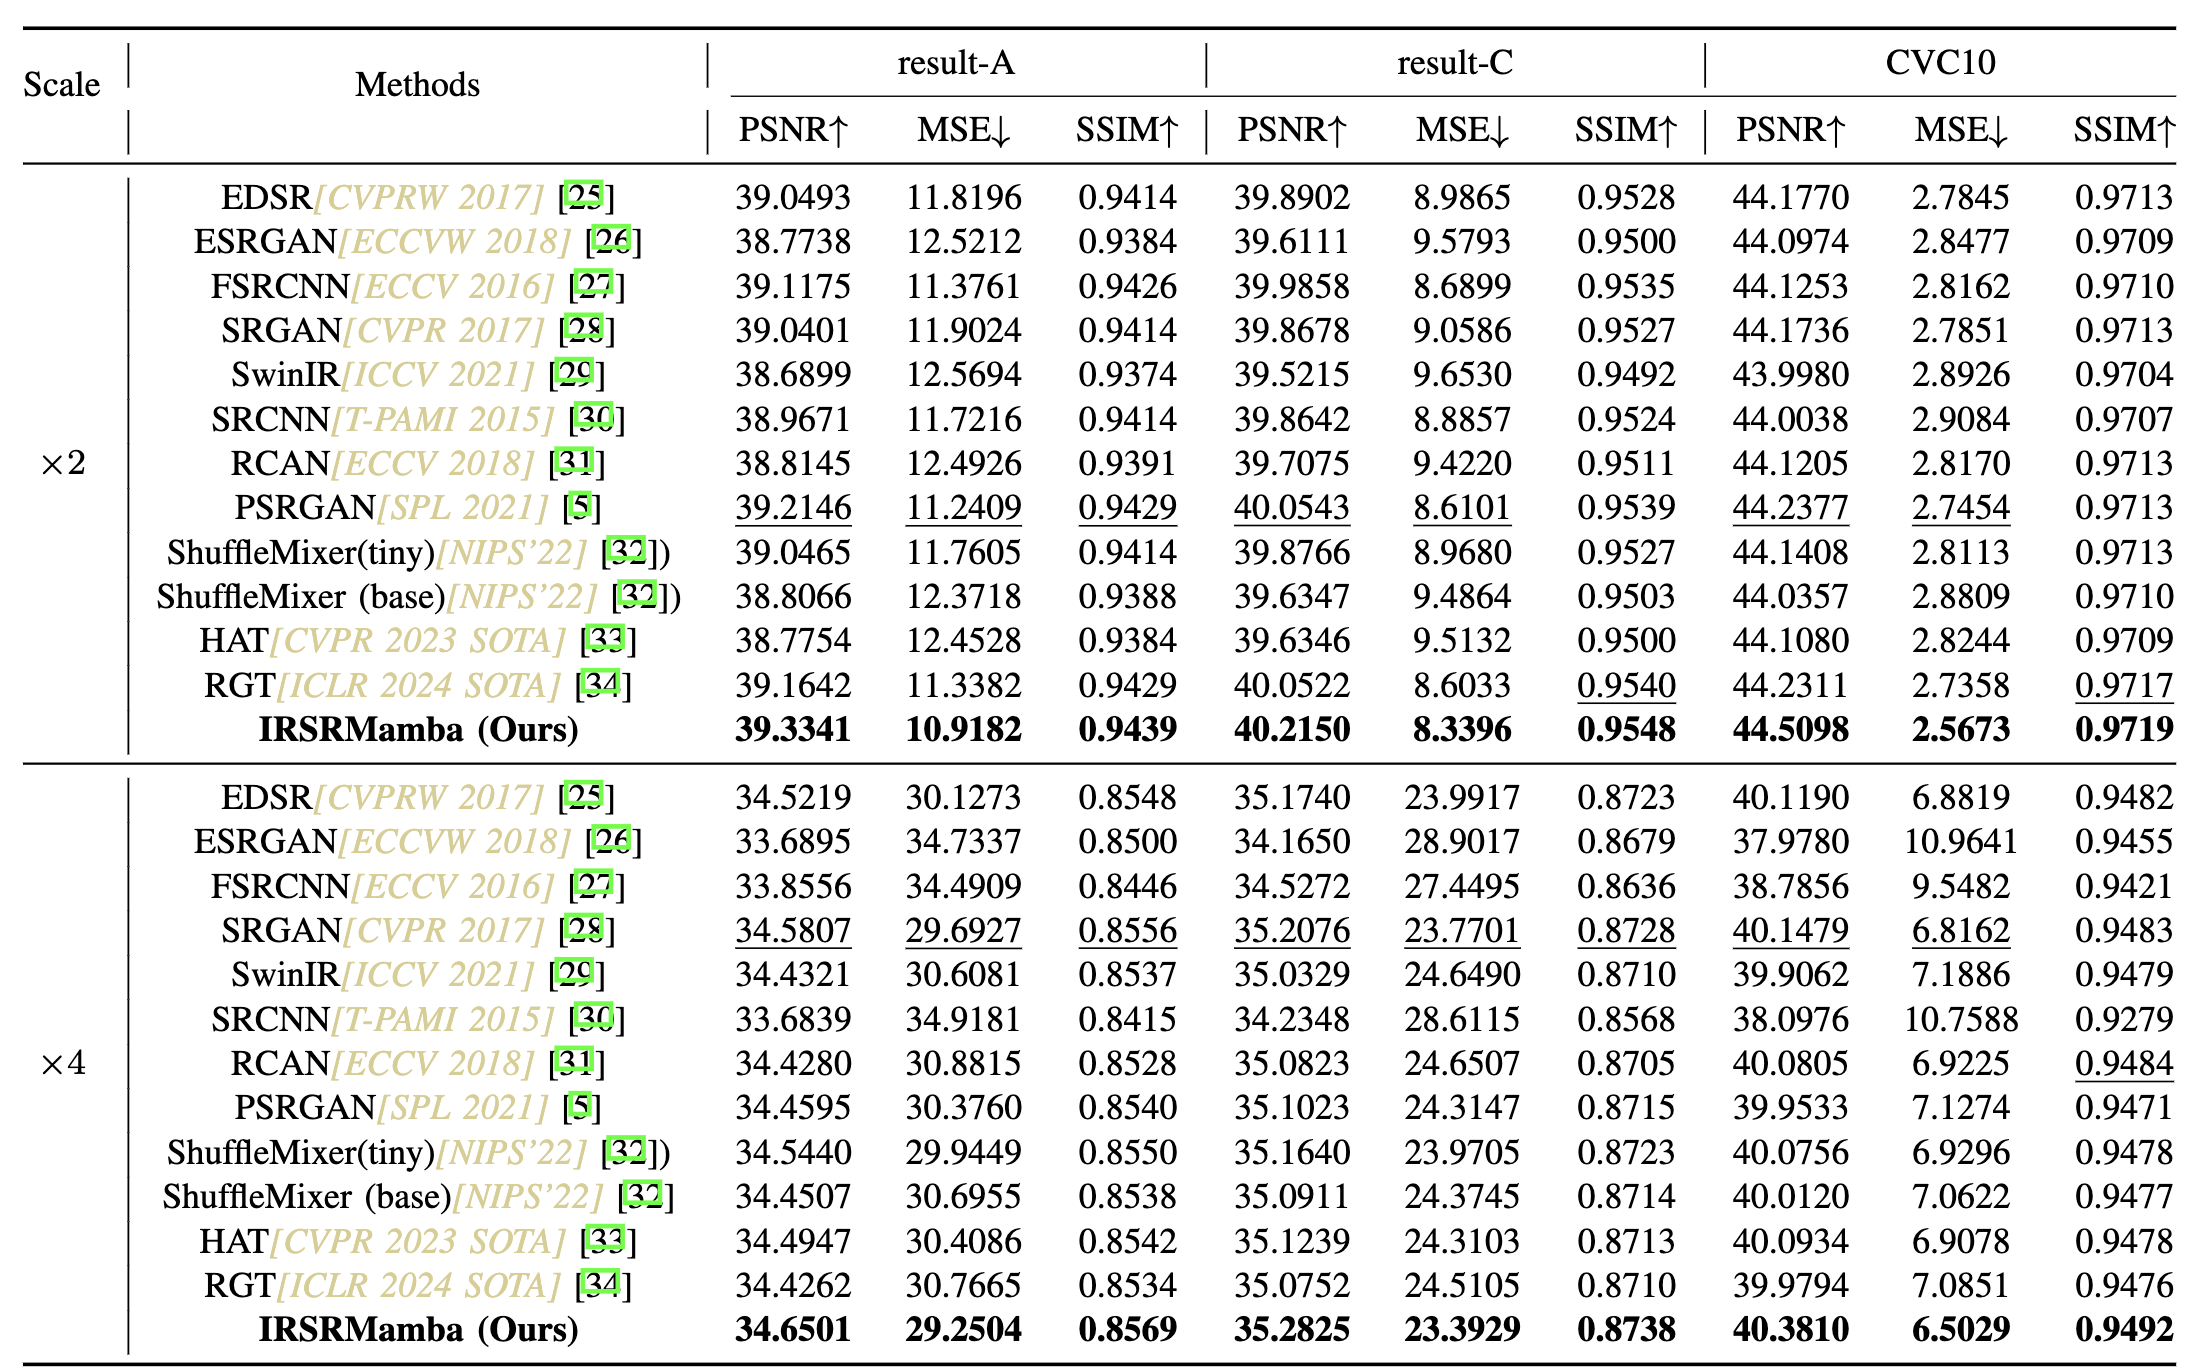 Scale Methods result-A result-C CVC10
PSNR↑ MSE↓ SSIM↑ PSNR↑ MSE↓ SSIM↑ PSNR↑ MSE↓ SSIM↑
EDSR[CVPRW 2017] [25] 39.0493 11.8196 0.9414 39.8902 8.9865 0.9528 44.1770 2.7845 0.9713
ESRGAN[ECCVW 2018] [26] 38.7738 12.5212 0.9384 39.6111 9.5793 0.9500 44.0974 2.8477 0.9709
FSRCNN[ECCV 2016] [27] 39.1175 11.3761 0.9426 39.9858 8.6899 0.9535 44.1253 2.8162 0.9710
SRGAN[CVPR 2017] [28] 39.0401 11.9024 0.9414 39.8678 9.0586 0.9527 44.1736 2.7851 0.9713
SwinIR[ICCV 2021] [29] 38.6899 12.5694 0.9374 39.5215 9.6530 0.9492 43.9980 2.8926 0.9704
SRCNN[T-PAMI 2015] [30] 38.9671 11.7216 0.9414 39.8642 8.8857 0.9524 44.0038 2.9084 0.9707
×2 RCAN[ECCV 2018] [31] 38.8145 12.4926 0.9391 39.7075 9.4220 0.9511 44.1205 2.8170 0.9713
PSRGAN[SPL 2021] [5] 39.2146 11.2409 0.9429 40.0543 8.6101 0.9539 44.2377 2.7454 0.9713
ShuffleMixer(tiny)[NIPS'22] [32]) 39.0465 11.7605 0.9414 39.8766 8.9680 0.9527 44.1408 2.8113 0.9713
ShuffleMixer (base)[NIPS'22] [32]) 38.8066 12.3718 0.9388 39.6347 9.4864 0.9503 44.0357 2.8809 0.9710
HAT[CVPR 2023 SOTA] [33] 38.7754 12.4528 0.9384 39.6346 9.5132 0.9500 44.1080 2.8244 0.9709
RGT[ICLR 2024 SOTA] [34] 39.1642 11.3382 0.9429 40.0522 8.6033 0.9540 44.2311 2.7358 0.9717
IRSRMamba (Ours) 39.3341 10.9182 0.9439 40.2150 8.3396 0.9548 44.5098 2.5673 0.9719
EDSR[CVPRW 2017] [25] 34.5219 30.1273 0.8548 35.1740 23.9917 0.8723 40.1190 6.8819 0.9482
ESRGAN[ECCVW 2018] [26] 33.6895 34.7337 0.8500 34.1650 28.9017 0.8679 37.9780 10.9641 0.9455
FSRCNN[ECCV 2016] [27] 33.8556 34.4909 0.8446 34.5272 27.4495 0.8636 38.7856 9.5482 0.9421
SRGAN[CVPR 2017] [28] 34.5807 29.6927 0.8556 35.2076 23.7701 0.8728 40.1479 6.8162 0.9483
SwinIR[ICCV 2021] [29] 34.4321 30.6081 0.8537 35.0329 24.6490 0.8710 39.9062 7.1886 0.9479
SRCNN[T-PAMI 2015] [30] 33.6839 34.9181 0.8415 34.2348 28.6115 0.8568 38.0976 10.7588 0.9279
×4 RCAN[ECCV 2018] [31] 34.4280 30.8815 0.8528 35.0823 24.6507 0.8705 40.0805 6.9225 0.9484
PSRGAN[SPL 2021] [5] 34.4595 30.3760 0.8540 35.1023 24.3147 0.8715 39.9533 7.1274 0.9471
ShuffleMixer(tiny)[NIPS'22] [32]) 34.5440 29.9449 0.8550 35.1640 23.9705 0.8723 40.0756 6.9296 0.9478
ShuffleMixer (base)[NIPS'22] [32] 34.4507 30.6955 0.8538 35.0911 24.3745 0.8714 40.0120 7.0622 0.9477
HAT[CVPR 2023 SOTA] [33] 34.4947 30.4086 0.8542 35.1239 24.3103 0.8713 40.0934 6.9078 0.9478
RGT[ICLR 2024 SOTA] [34] 34.4262 30.7665 0.8534 35.0752 24.5105 0.8710 39.9794 7.0851 0.9476
IRSRMamba (Ours) 34.6501 29.2504 0.8569 35.2825 23.3929 0.8738 40.3810 6.5029 0.9492